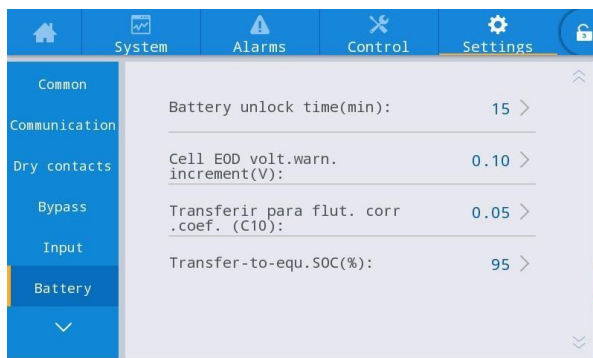 System
Alarms
Control
Settings
Common
Communication
Dry contacts
Bypass
Input
Battery
Battery unlock time(min):
15
Cell EOD volt.warn.
increment(V):
0.10
Transferir para flut. corr
.coef. (C10):
0.05
Transfer-to-equ.SOC(%):
95